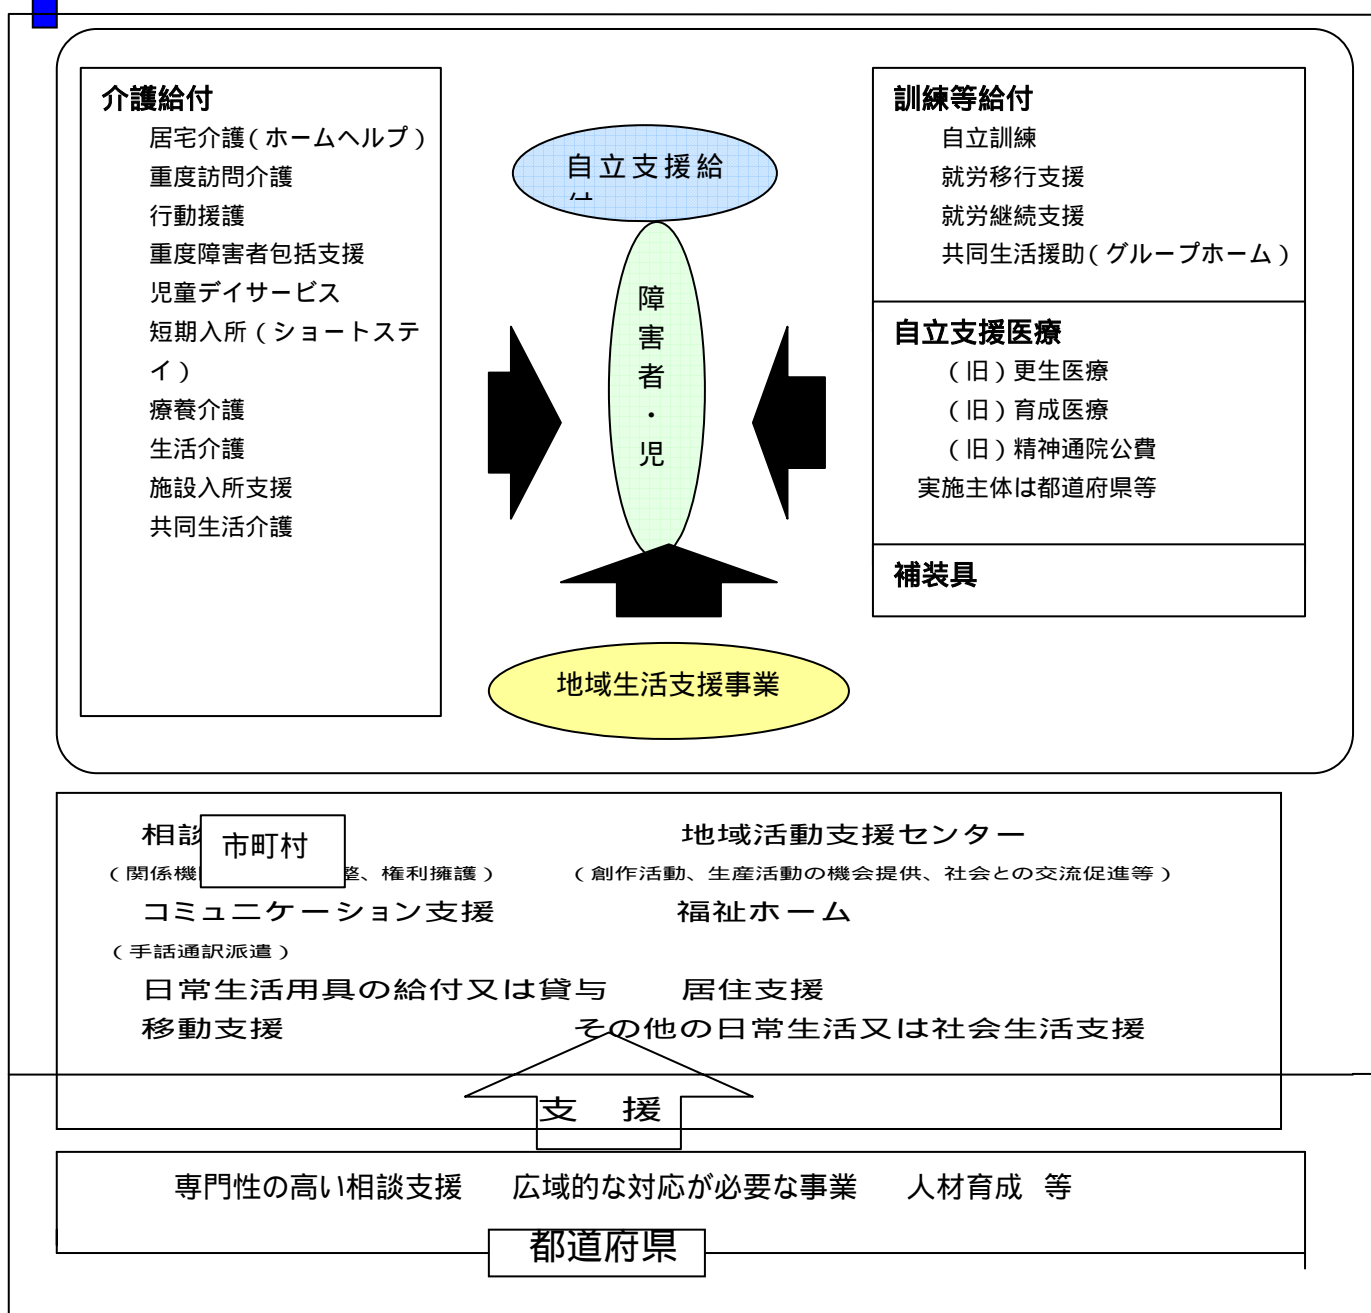 介護給付
居宅介護(ホームヘルプ)
重度訪問介護
行動援護
重度障害者包括支援
児童デイサービス
短期入所(ショートステ
イ)
療養介護
生活介護
施設入所支援
共同生活介護
自立支援給
障害者・児
訓練等給付
自立訓練
就労移行支援
就労継続支援
共同生活援助(グループホーム)
自立支援医療
(旧)更生医療
(旧)育成医療
(旧)精神通院公費
実施主体は都道府県等
補装具
地域生活支援事業
市町村
相談
(関係機 整、権利擁護)
コミュニケーション支援
(手話通訳派遣)
日常生活用具の給付又は貸与
移動支援
地域活動支援センター
(創作活動、生産活動の機会提供、社会との交流促進等)
福祉ホーム
居住支援
その他の日常生活又は社会生活支援
支 援
専門性の高い相談支援 広域的な対応が必要な事業 人材育成 等
都道府県